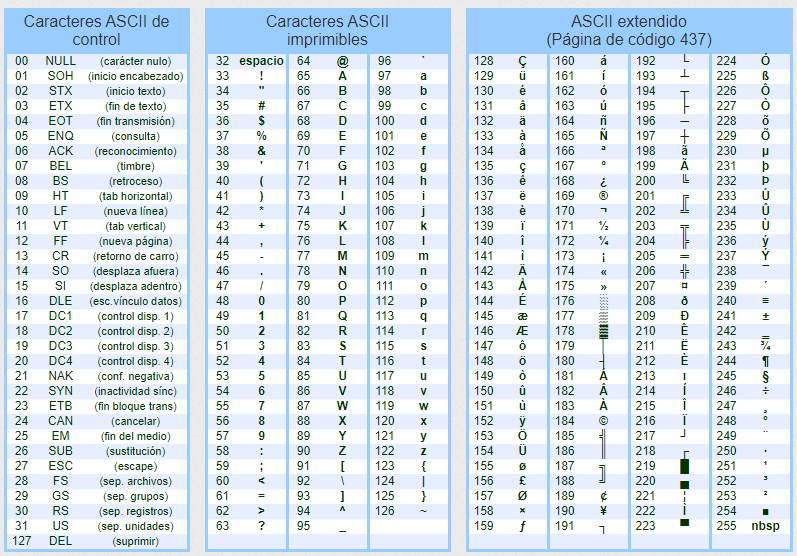 Caracteres ASCII de
control
00 NULL (carácter nulo)
01 SOH (inicio encabezado)
02 STX (inicio texto)
03 ETX (fin de texto)
04 EOT (fin transmisión)
05 ENQ (consulta)
06 ACK (reconocimiento)
07 BEL (timbre)
08 BS (retroceso)
09 HT (tab horizontal)
10 LF (nueva línea)
11 VT (tab vertical)
12 FF (nueva página)
13 CR (retorno de carro)
14 SO (desplaza afuera)
15 SI (desplaza adentro)
16 DLE (esc.vínculo datos)
17 DC1 (control disp. 1)
18 DC2 (control disp. 2)
19 DC3 (control disp. 3)
20 DC4 (control disp. 4)
21 NAK (conf. negativa)
22 SYN (inactividad sínc)
23 ETB (fin bloque trans)
24 CAN (cancelar)
25 EM (fin del medio)
26 SUB (sustitución)
27 ESC (escape)
28 FS (sep. archivos)
29 GS (sep. grupos)
30 RS (sep. registros)
31 US (sep. unidades)
127 DEL (suprimir)
Caracteres ASCII
imprimibles
32 espacio 64 @ 96 `
33 ! 65 A 97 a
34 " 66 B 98 b
35 # 67 C 99 c
36 $ 68 D 100 d
37 % 69 E 101 e
38 & 70 F 102 f
39 ' 71 G 103 g
40 ( 72 H 104 h
41 ) 73 I 105 i
42 * 74 J 106 j
43 + 75 K 107 k
44 , 76 L 108 l
45 - 77 M 109 m
46 . 78 N 110 n
47 / 79 O 111 o
48 0 80 P 112 p
49 1 81 Q 113 q
50 2 82 R 114 r
51 3 83 S 115 s
52 4 84 T 116 t
53 5 85 U 117 u
54 6 86 V 118 v
55 7 87 W 119 w
56 8 88 X 120 x
57 9 89 Y 121 y
58 : 90 Z 122 z
59 ; 91 [ 123 {
60 < 92 \ 124 |
61 = 93 ] 125 }
62 > 94 ^ 126 ~
63 ? 95 _
ASCII extendido
(Página de código 437)
128 Ç 160 á 192 └ 224 Ó
129 ü 161 í 193 ┴ 225 ß
130 é 162 ó 194 ┬ 226 Ô
131 â 163 ú 195 ├ 227 Ò
132 ä 164 ñ 196 ─ 228 õ
133 à 165 Ñ 197 ┼ 229 Õ
134 å 166 ª 198 ã 230 µ
135 ç 167 º 199 Ã 231 þ
136 ê 168 ¿ 200 ╚ 232 Þ
137 ë 169 ® 201 ╔ 233 Ú
138 è 170 ¬ 202 ╩ 234 Û
139 ï 171 ½ 203 ╦ 235 Ù
140 î 172 ¼ 204 ╠ 236 ý
141 ì 173 ¡ 205 ═ 237 Ý
142 Ä 174 « 206 ╬ 238 ¯
143 Å 175 » 207 ¤ 239 ´
144 É 176 ░ 208 ð 240 ≡
145 æ 177 ▒ 209 Ð 241 ±
146 Æ 178 ▓ 210 Ê 242 ‗
147 ô 179 │ 211 Ë 243 ¾
148 ö 180 ┤ 212 È 244 ¶
149 ò 181 Á 213 ı 245 §
150 û 182 Â 214 Í 246 ÷
151 ù 183 À 215 Î 247 ¸
152 ÿ 184 © 216 Ï 248 °
153 Ö 185 ╣ 217 ┘ 249 ¨
154 Ü 186 ║ 218 ┌ 250 ·
155 ø 187 ╗ 219 █ 251 ¹
156 £ 188 ╝ 220 ▄ 252 ³
157 Ø 189 ¢ 221 ¦ 253 ²
158 × 190 ¥ 222 Ì 254 ■
159 ƒ 191 ┐ 223 ▀ 255 nbsp